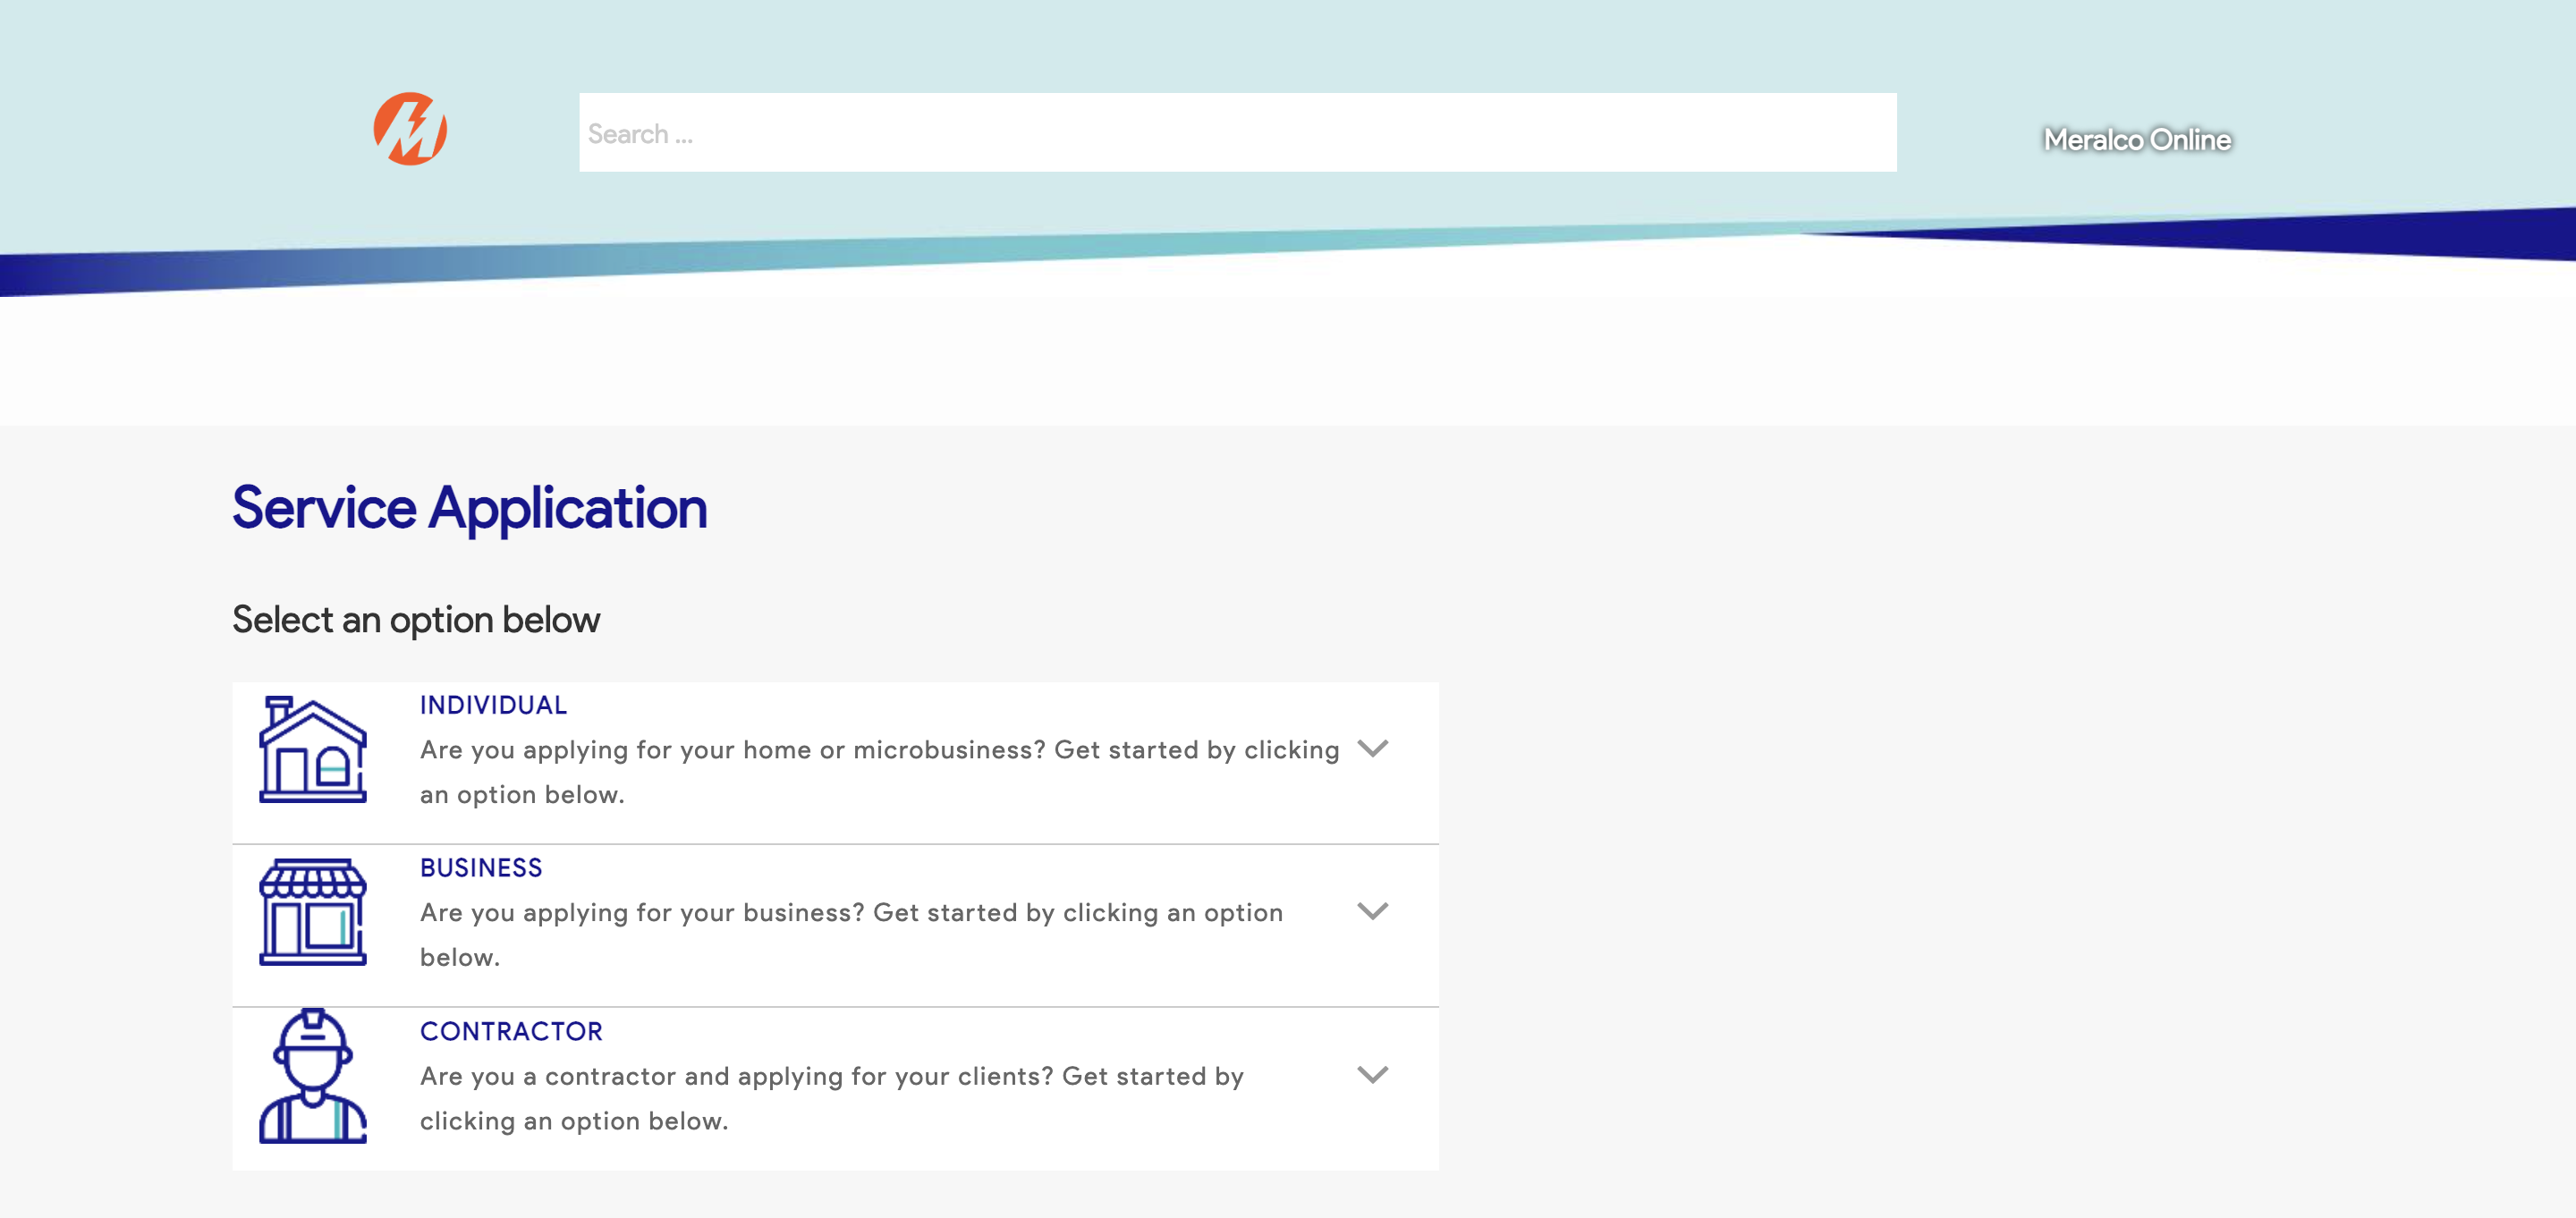 Search ...
Meralco Online
Service Application
Select an option below
INDIVIDUAL
Are you applying for your home or microbusiness? Get started by clicking
an option below.
BUSINESS
Are you applying for your business? Get started by clicking an option
below.
CONTRACTOR
Are you a contractor and applying for your clients? Get started by
clicking an option below.